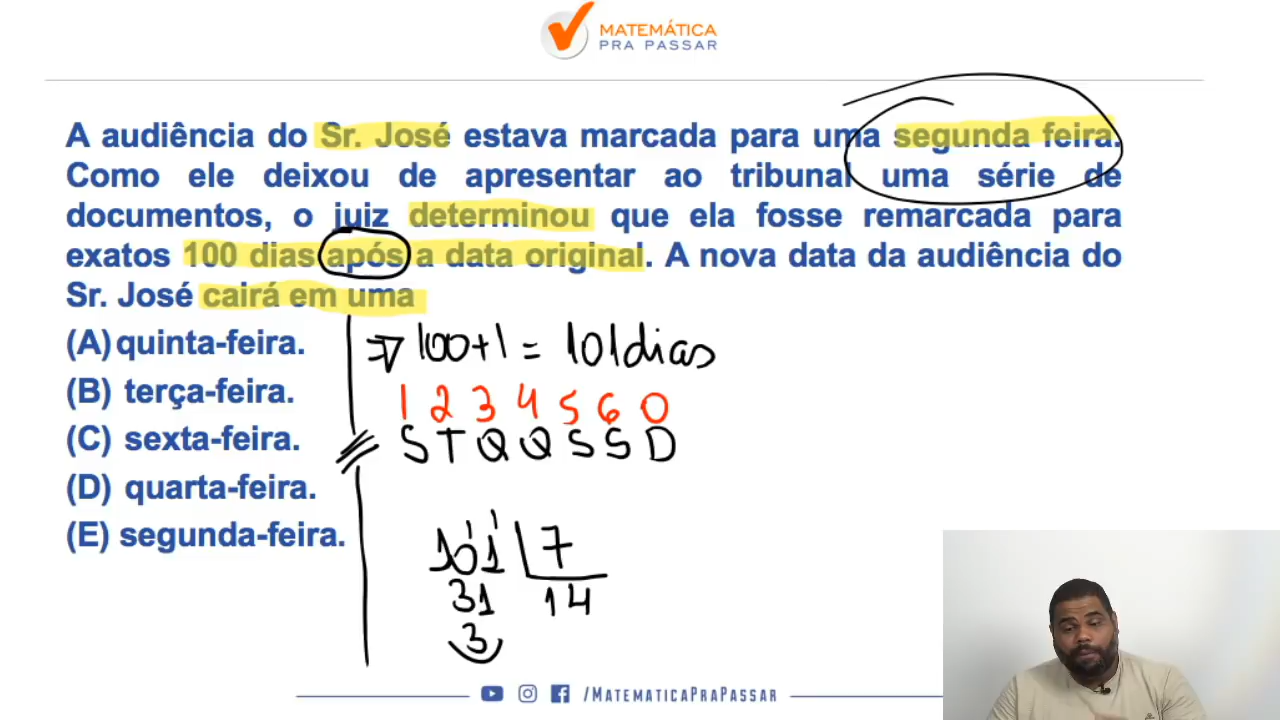 MATEMÁTICA
PRA PASSAR
A audiência do Sr. José estava marcada para uma segunda feira.
Como ele deixou de apresentar ao tribunal uma série de
documentos, o juiz determinou que ela fosse remarcada para
exatos 100 dias após a data original. A nova data da audiência do
Sr. José cairá em uma
(A) quinta-feira.
(B) terça-feira.
(C) sexta-feira.
(D) quarta-feira.
(E) segunda-feira.
⇒ 100+1 = 101 dias
1 2 3 4 5 6 0
S T Q Q S S D
101 7
31 14
3
/MATEMATICAPRAPASSAR